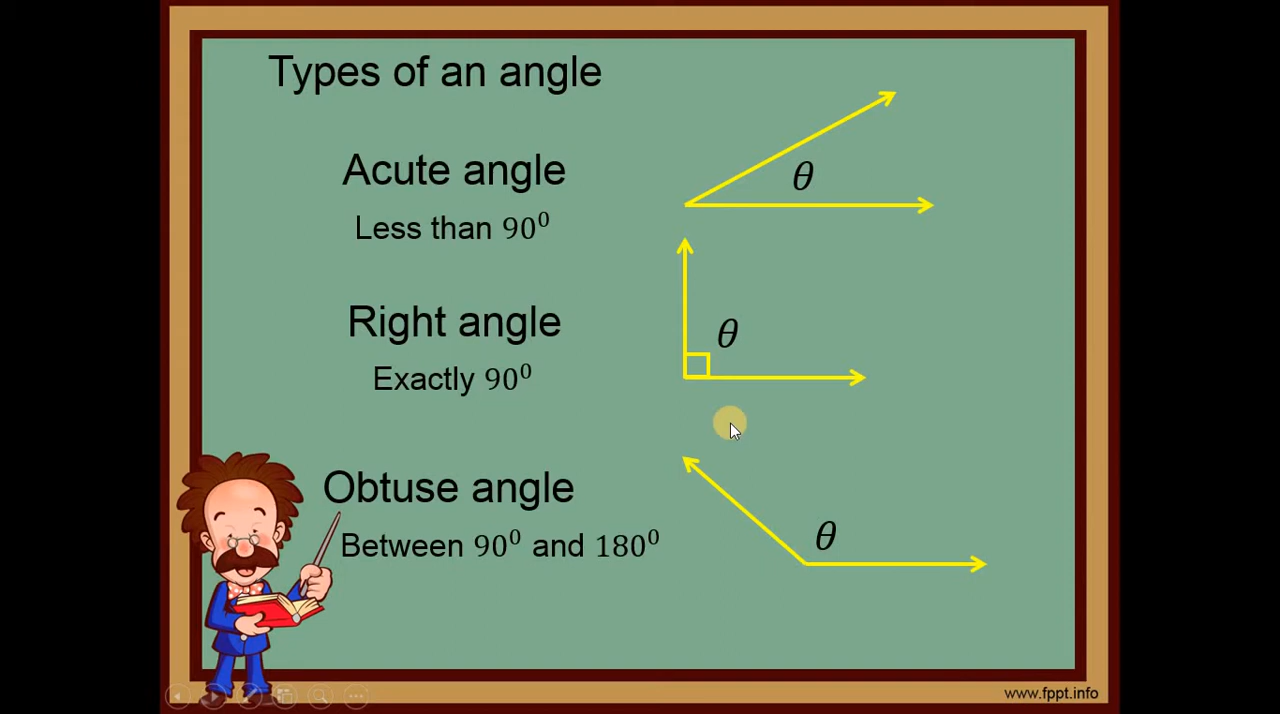 Types of an angle
Acute angle
θ
Less than 90⁰
Right angle
θ
Exactly 90⁰
Obtuse angle
θ
Between 90⁰ and 180⁰
www.fppt.info